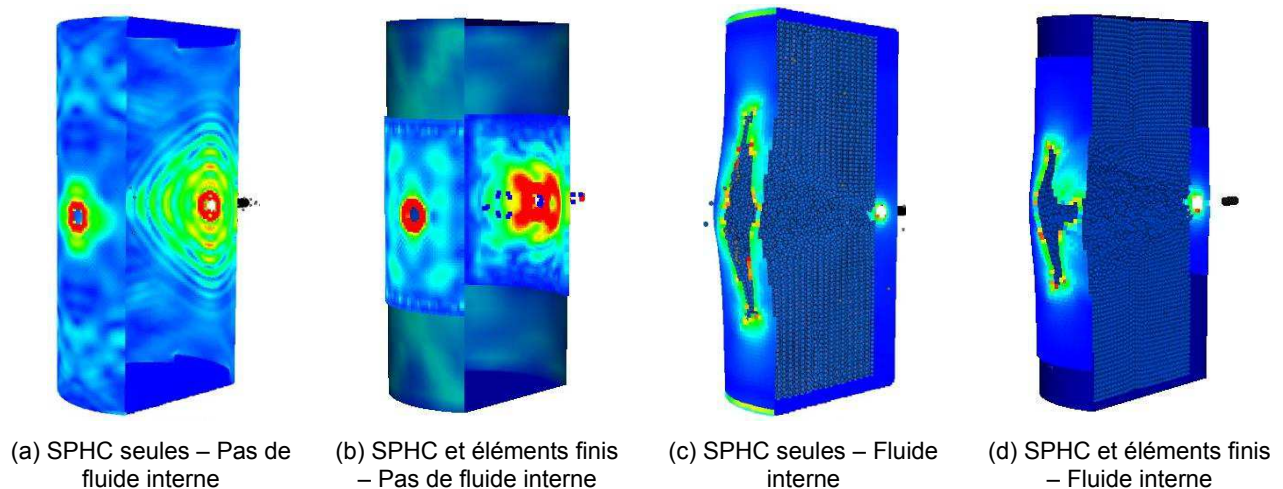 (a) SPHC seules – Pas de
fluide interne
(b) SPHC et éléments finis
– Pas de fluide interne
(c) SPHC seules – Fluide
interne
(d) SPHC et éléments finis
– Fluide interne